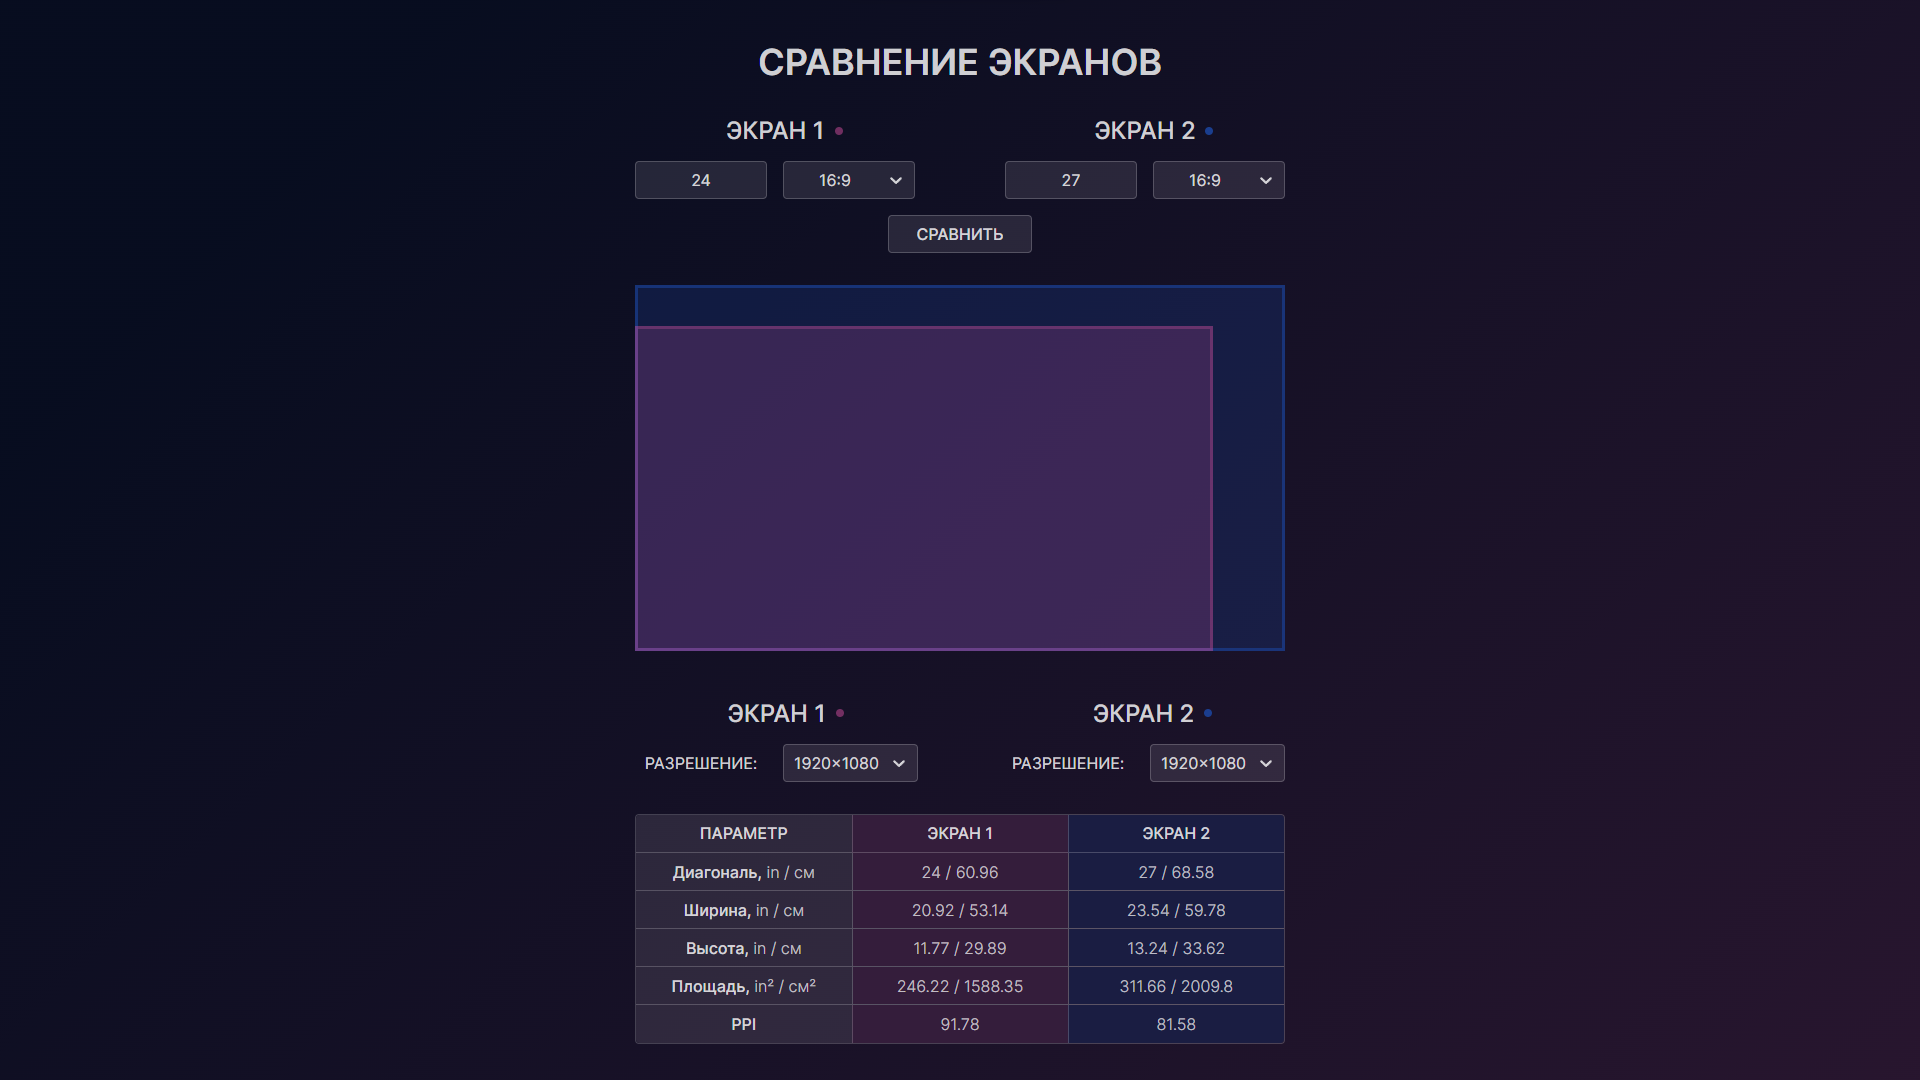 СРАВНЕНИЕ ЭКРАНОВ
ЭКРАН 1 ЭКРАН 2
24 16:9 27 16:9
СРАВНИТЬ
ЭКРАН 1 ЭКРАН 2
РАЗРЕШЕНИЕ: 1920×1080 РАЗРЕШЕНИЕ: 1920×1080
ПАРАМЕТР ЭКРАН 1 ЭКРАН 2
Диагональ, in / см 24 / 60.96 27 / 68.58
Ширина, in / см 20.92 / 53.14 23.54 / 59.78
Высота, in / см 11.77 / 29.89 13.24 / 33.62
Площадь, in² / см² 246.22 / 1588.35 311.66 / 2009.8
PPI 91.78 81.58